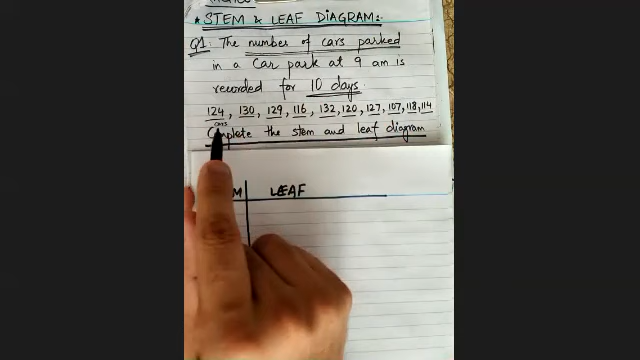 * STEM & LEAF DIAGRAM:
Q1. The number of cars parked
in a Car park at 9 am is
recorded for 10 days.
124, 130, 129, 116, 132, 120, 127, 107, 118, 114
cars
Complete the stem and leaf diagram
LEAF